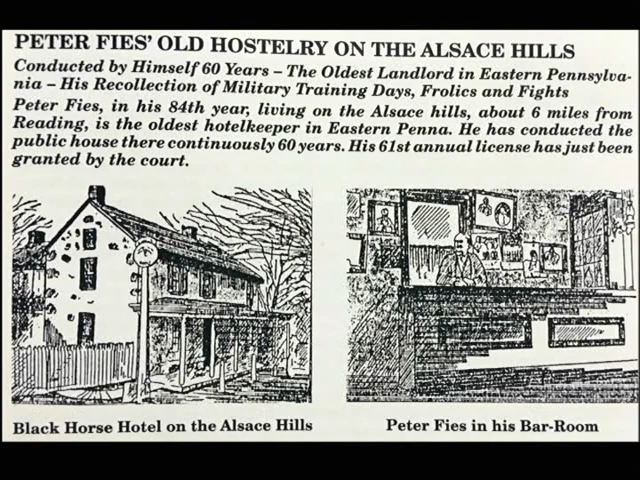 PETER FIES' OLD HOSTELRY ON THE ALSACE HILLS
Conducted by Himself 60 Years – The Oldest Landlord in Eastern Pennsylva-
nia – His Recollection of Military Training Days, Frolics and Fights
Peter Fies, in his 84th year, living on the Alsace hills, about 6 miles from
Reading, is the oldest hotelkeeper in Eastern Penna. He has conducted the
public house there continuously 60 years. His 61st annual license has just been
granted by the court.
Black Horse Hotel on the Alsace Hills
Peter Fies in his Bar-Room